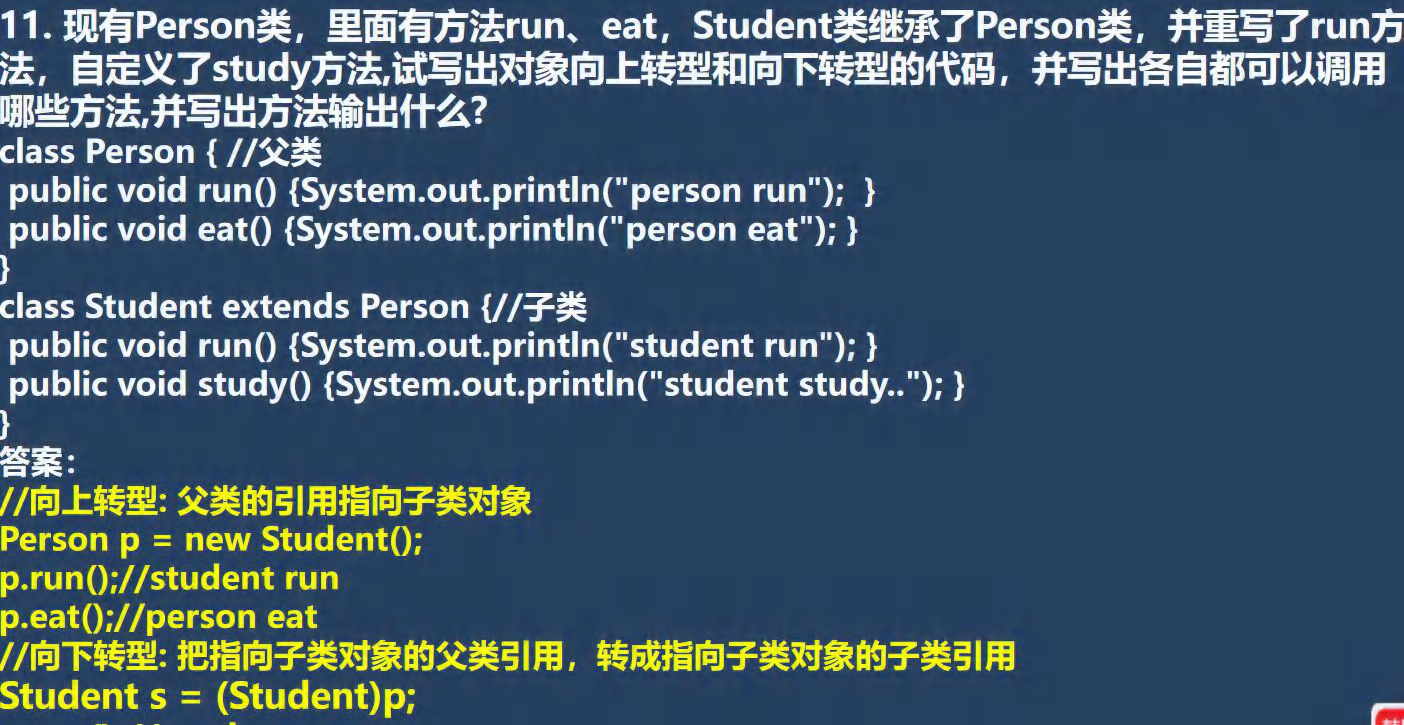 11. 现有Person类，里面有方法run、eat，Student类继承了Person类，并重写了run方
法，自定义了study方法,试写出对象向上转型和向下转型的代码，并写出各自都可以调用
哪些方法,并写出方法输出什么?
class Person { //父类
public void run() {System.out.println("person run");  }
public void eat() {System.out.println("person eat"); }
}
class Student extends Person {//子类
public void run() {System.out.println("student run"); }
public void study() {System.out.println("student study.."); }
}
答案：
//向上转型: 父类的引用指向子类对象
Person p = new Student();
p.run();//student run
p.eat();//person eat
//向下转型: 把指向子类对象的父类引用，转成指向子类对象的子类引用
Student s = (Student)p;